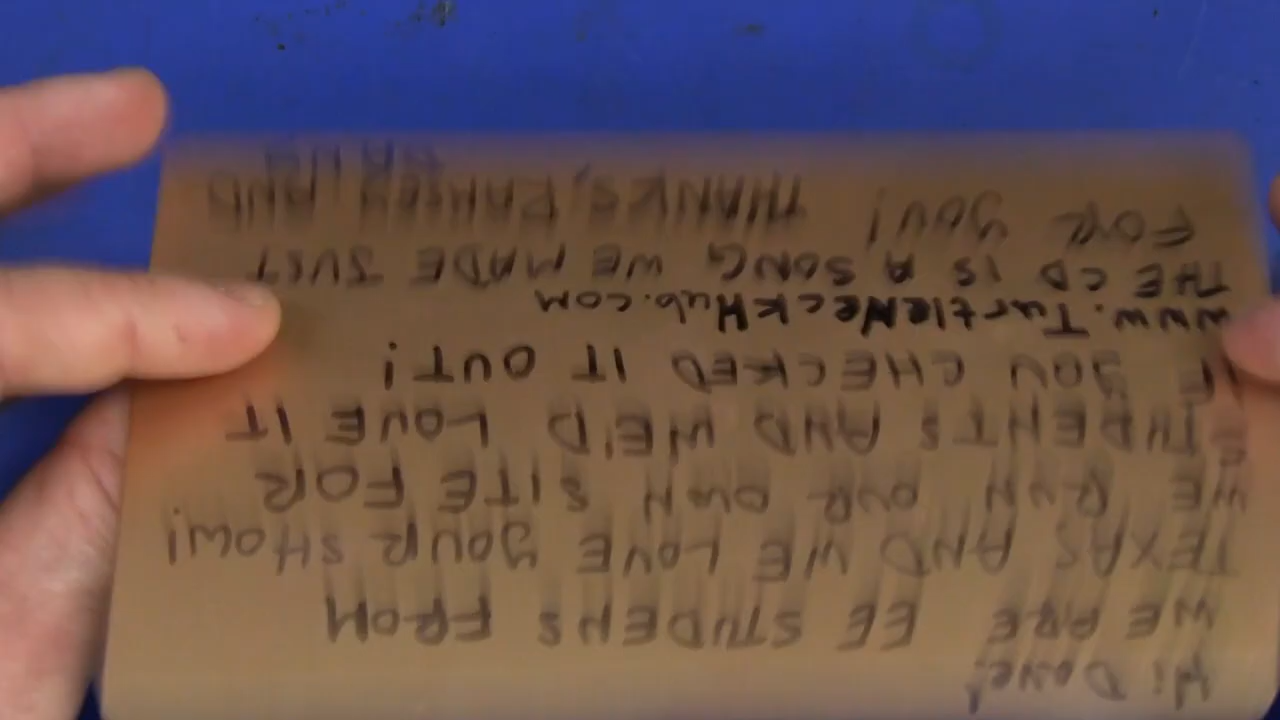 Hi Dave!
WE ARE EE STUDENS FROM
TEXAS AND WE LOVE YOUR SHOW!
WE RUN OUR OWN SITE FOR
STUDENTS AND WE'D LOVE IT
IF YOU CHECKED IT OUT!
www.TurtleNeckHub.com
THE CD IS A SONG WE MADE JUST
FOR YOU! THANKS, AND